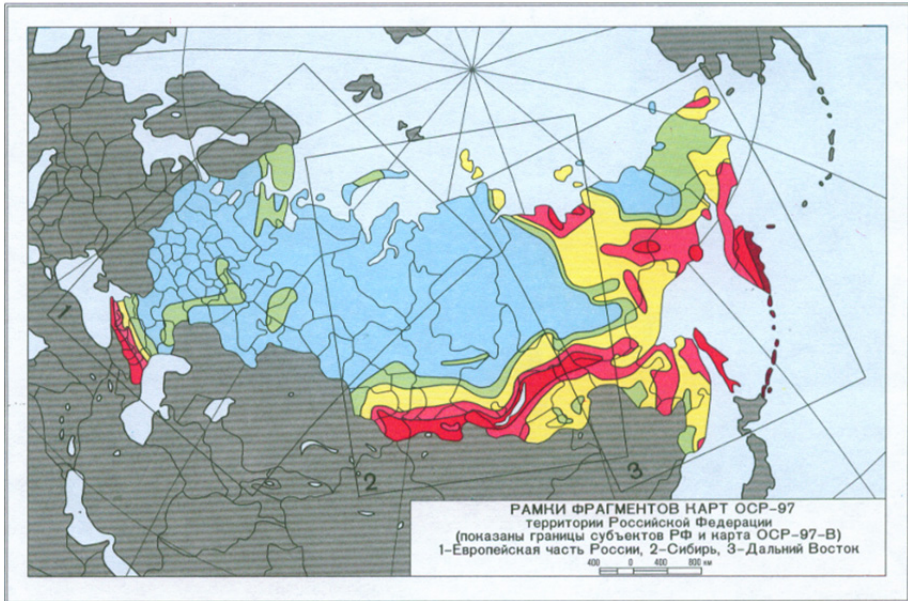 1
2
3
РАМКИ ФРАГМЕНТОВ КАРТ ОСР-97
территории Российской Федерации
(показаны границы субъектов РФ и карта ОСР-97-В)
1-Европейская часть России, 2-Сибирь, 3-Дальний Восток
400 0 400 800 км